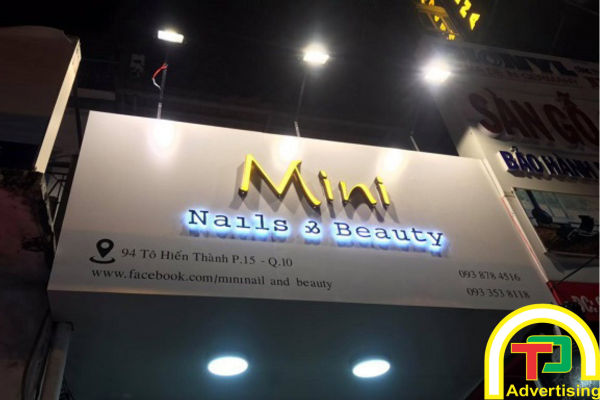 Mini
Nails & Beauty
94 Tô Hiến Thành P.15 - Q.10
www.facebook.com/mininail and beauty
093 878 4516
093 353 8118
SÀN GỖ
BẢO HÀNH
TD
Advertising